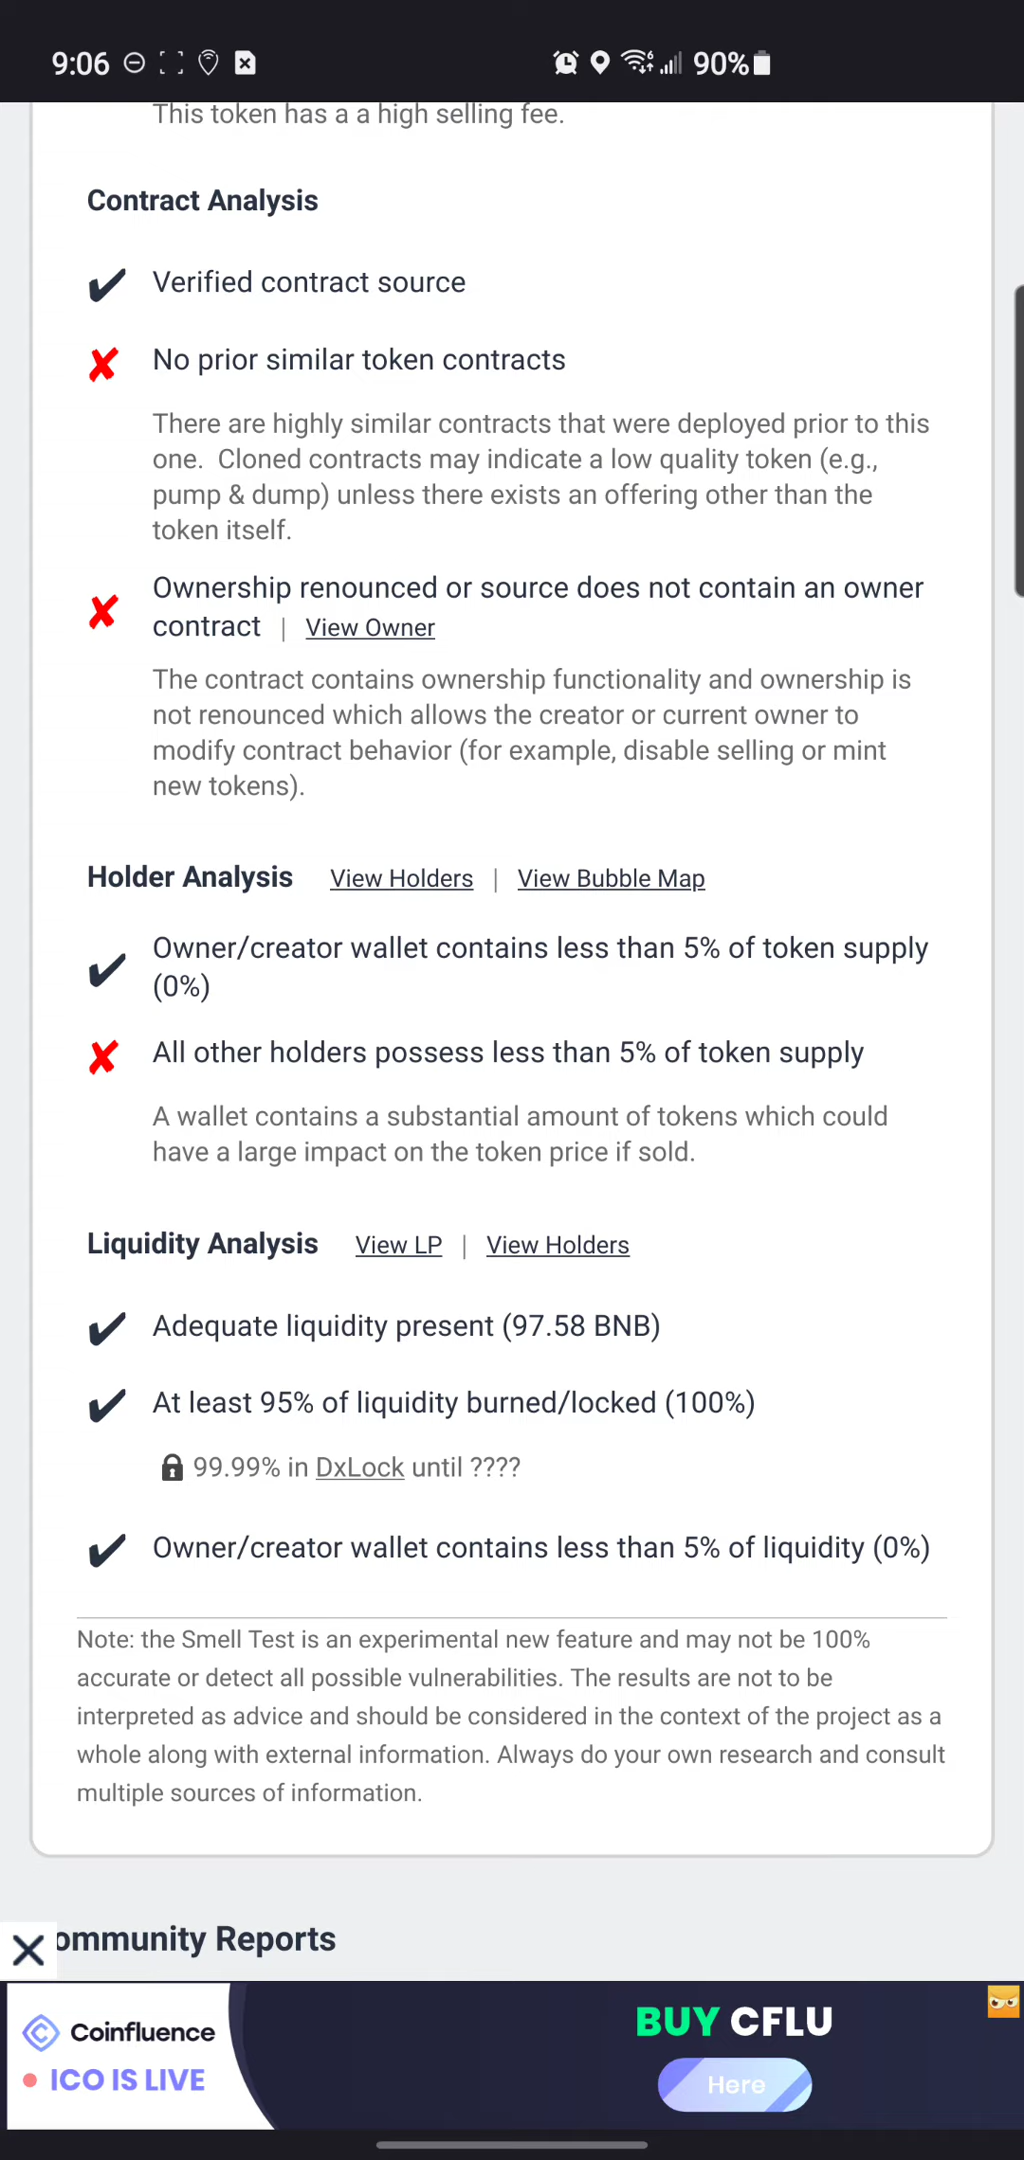 9:06
90%
This token has a a high selling fee.
Contract Analysis
Verified contract source
No prior similar token contracts
There are highly similar contracts that were deployed prior to this
one. Cloned contracts may indicate a low quality token (e.g.,
pump & dump) unless there exists an offering other than the
token itself.
Ownership renounced or source does not contain an owner
contract | View Owner
The contract contains ownership functionality and ownership is
not renounced which allows the creator or current owner to
modify contract behavior (for example, disable selling or mint
new tokens).
Holder Analysis View Holders | View Bubble Map
Owner/creator wallet contains less than 5% of token supply
(0%)
All other holders possess less than 5% of token supply
A wallet contains a substantial amount of tokens which could
have a large impact on the token price if sold.
Liquidity Analysis View LP | View Holders
Adequate liquidity present (97.58 BNB)
At least 95% of liquidity burned/locked (100%)
99.99% in DxLock until ????
Owner/creator wallet contains less than 5% of liquidity (0%)
Note: the Smell Test is an experimental new feature and may not be 100%
accurate or detect all possible vulnerabilities. The results are not to be
interpreted as advice and should be considered in the context of the project as a
whole along with external information. Always do your own research and consult
multiple sources of information.
ommunity Reports
Coinfluence
ICO IS LIVE
BUY CFLU
Here